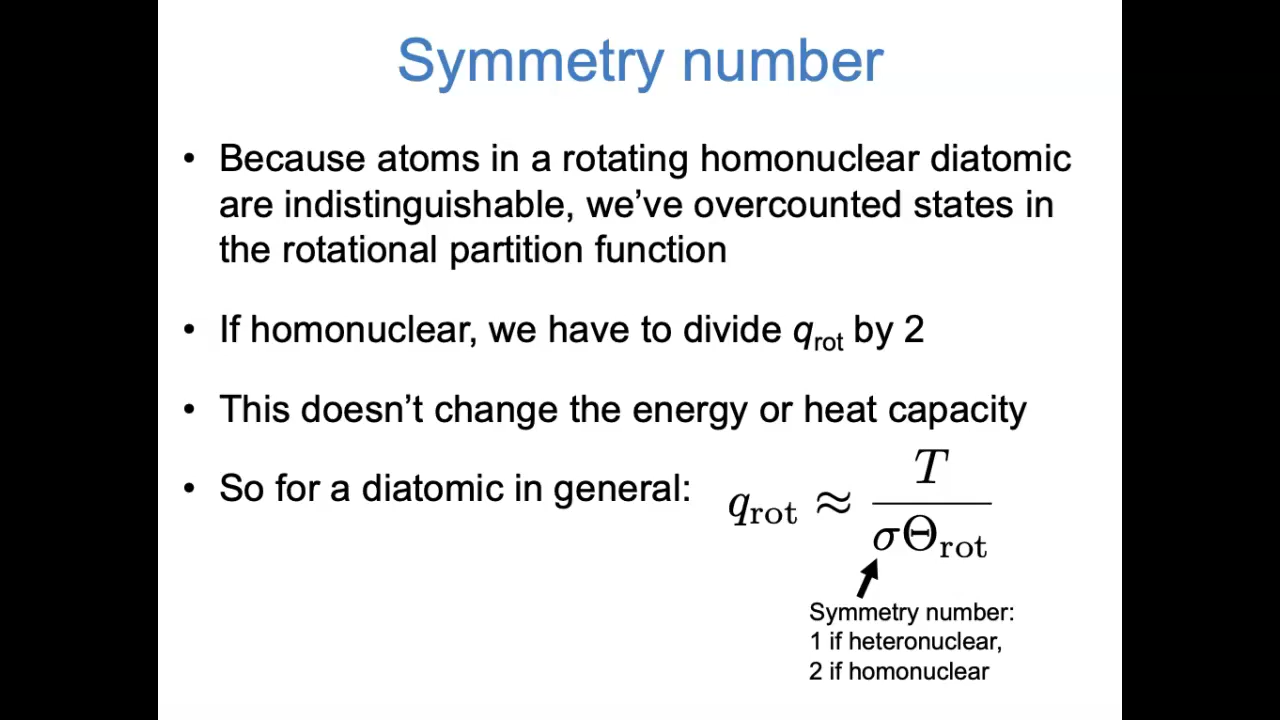 Symmetry number
• Because atoms in a rotating homonuclear diatomic
are indistinguishable, we’ve overcounted states in
the rotational partition function
• If homonuclear, we have to divide q_rot by 2
• This doesn’t change the energy or heat capacity
• So for a diatomic in general: q_rot ≈ T / σΘ_rot
Symmetry number:
1 if heteronuclear,
2 if homonuclear